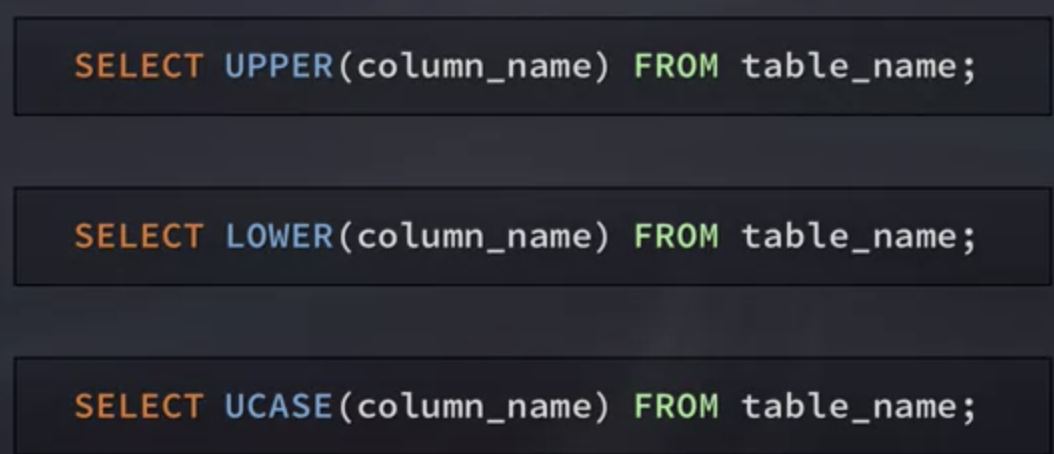 SELECT UPPER(column_name) FROM table_name;
SELECT LOWER(column_name) FROM table_name;
SELECT UCASE(column_name) FROM table_name;